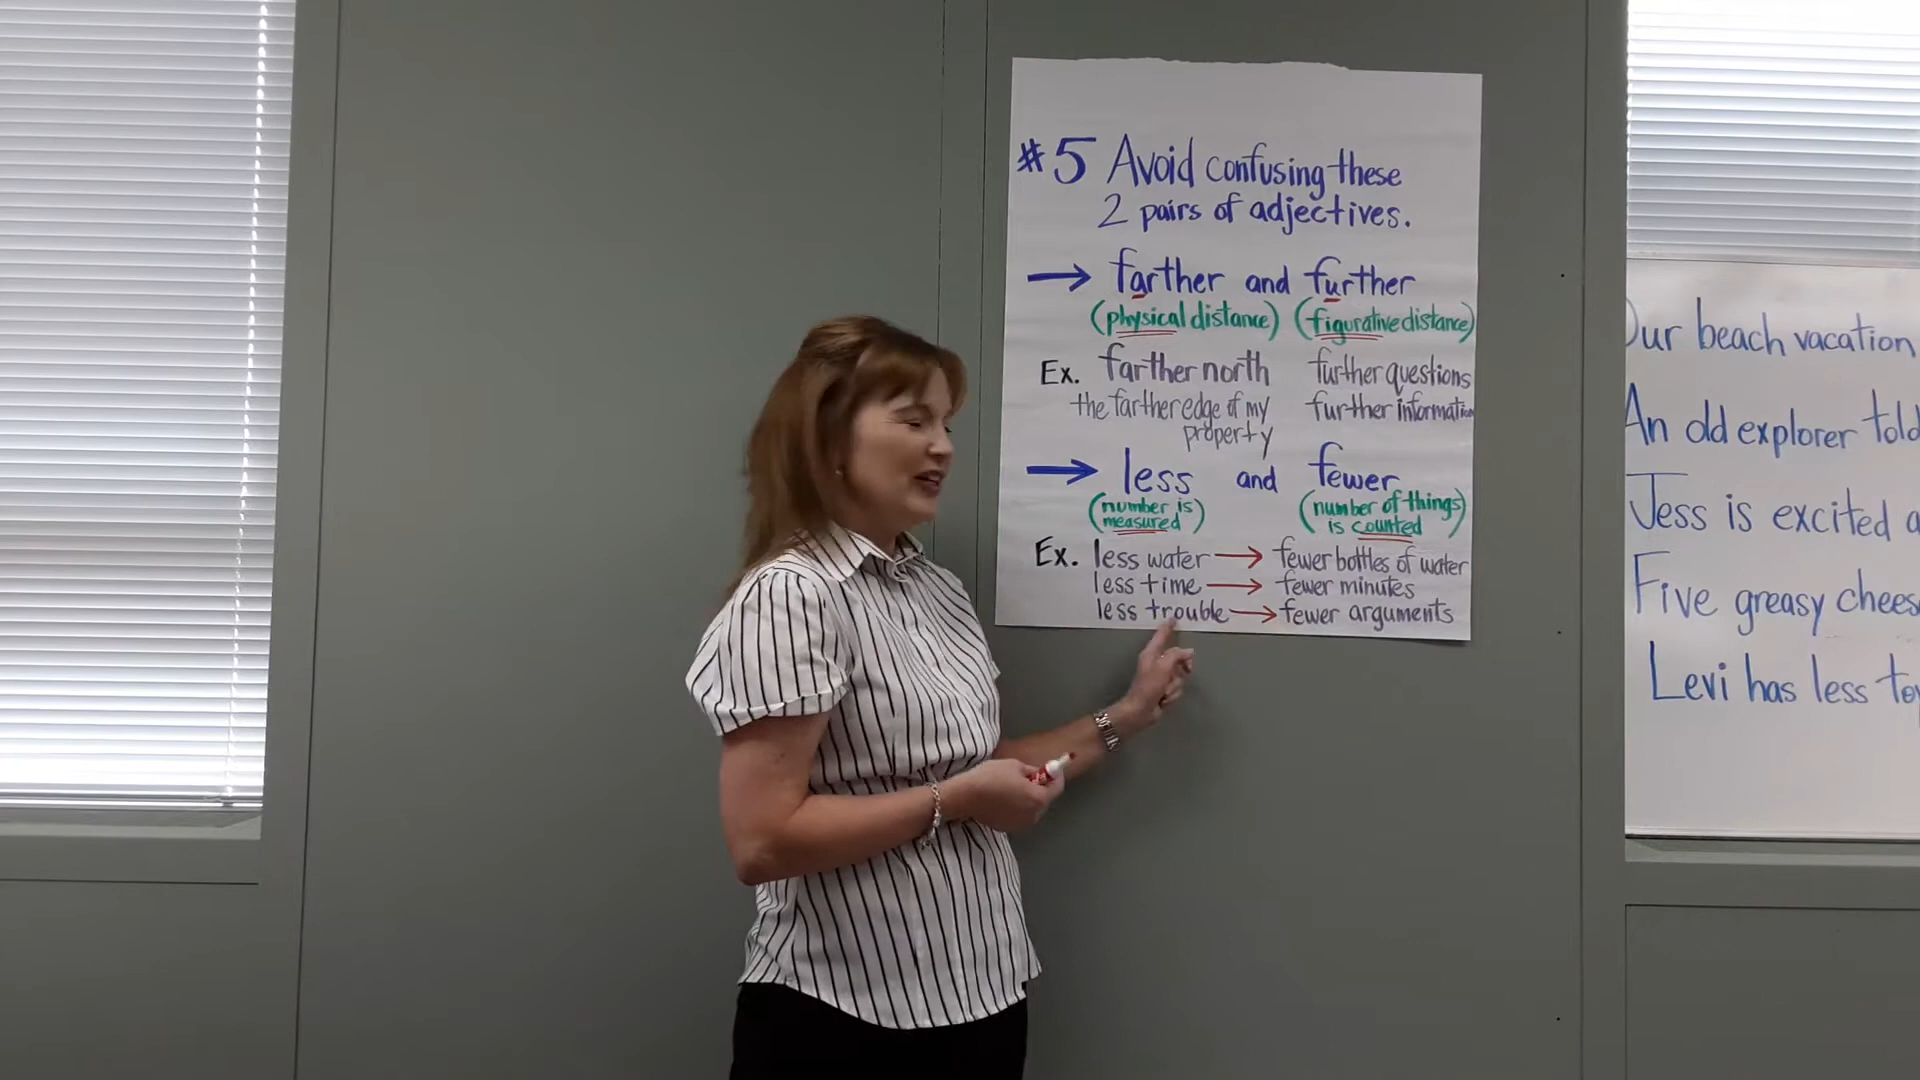 #5 Avoid confusing these
2 pairs of adjectives.
→ farther and further
(physical distance) (figurative distance)
Ex. farther north further questions
the farther edge of my further information
property
→ less and fewer
(number is (number of things)
measured) is counted)
Ex. less water → fewer bottles of water
less time → fewer minutes
less trouble → fewer arguments
Our beach vacation
An old explorer told
Jess is excited a
Five greasy chees
Levi has less